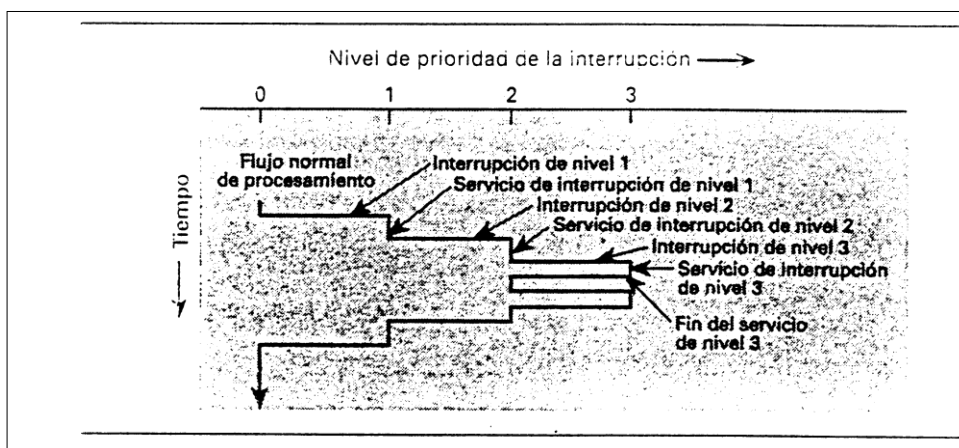 Nivel de prioridad de la interrupción
0 1 2 3
Flujo normal
de procesamiento
Interrupción de nivel 1
Servicio de interrupción de nivel 1
Interrupción de nivel 2
Servicio de interrupción de nivel 2
Interrupción de nivel 3
Servicio de interrupción
de nivel 3
Fin del servicio
de nivel 3
Tiempo